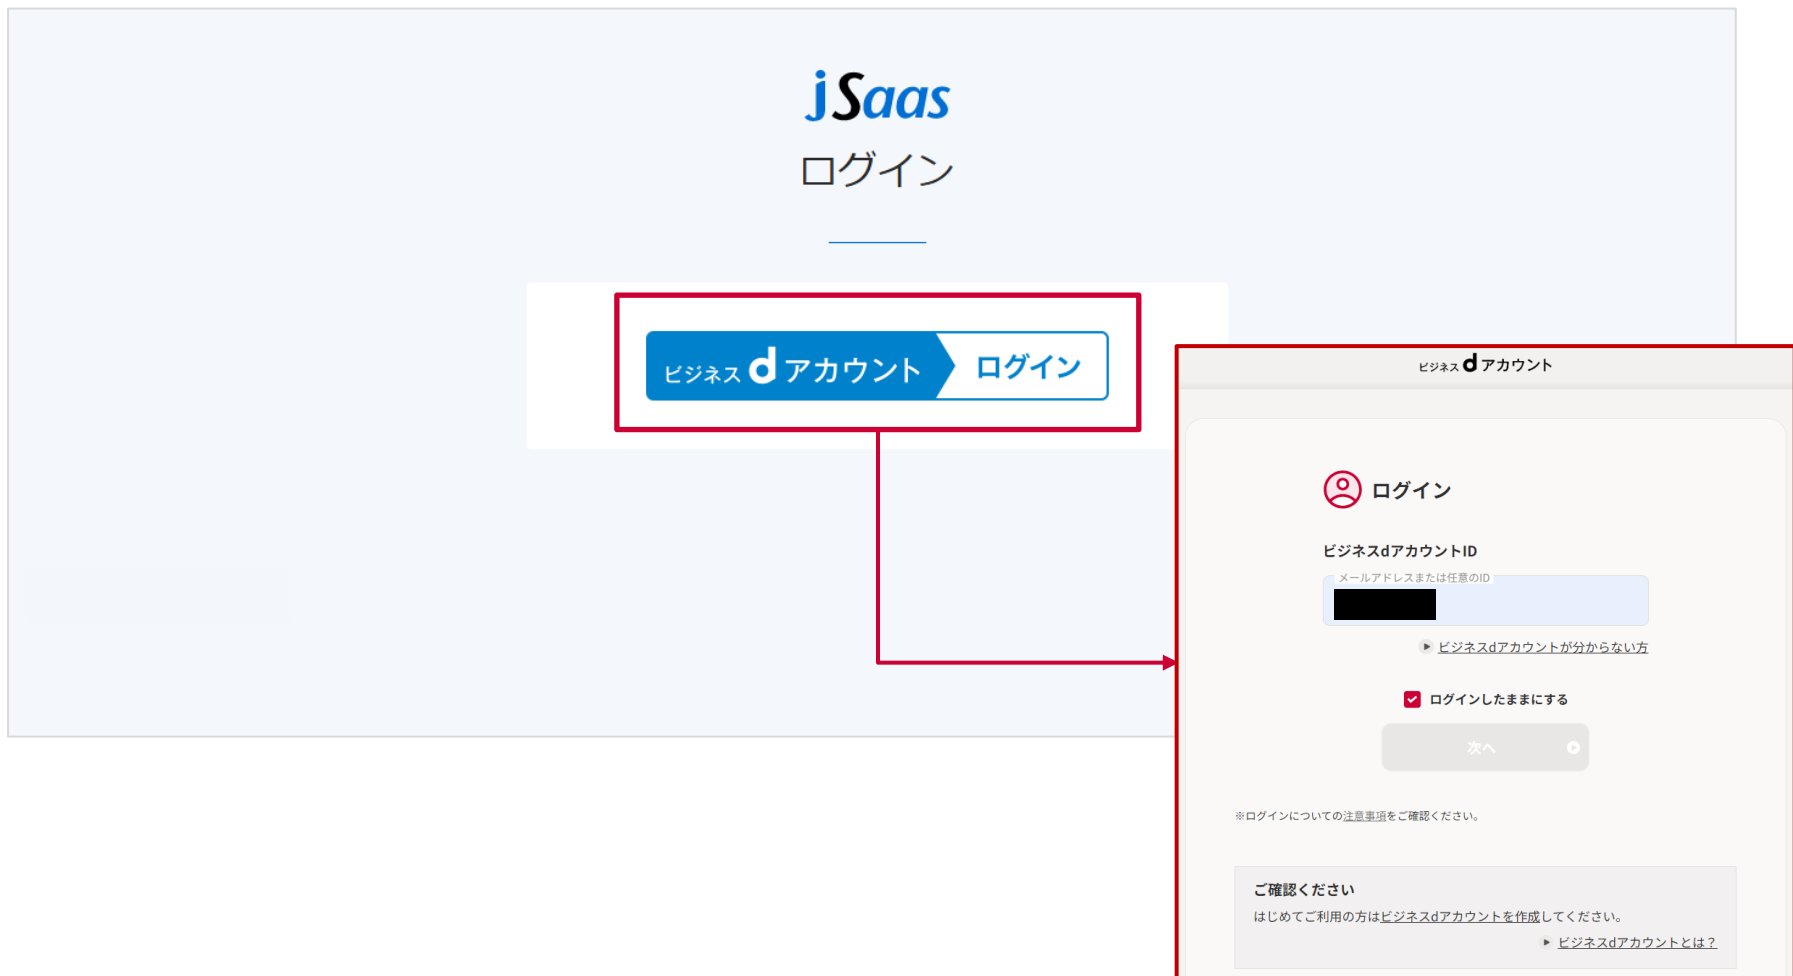 jSaas
ログイン
ビジネスdアカウント ログイン
ビジネスdアカウント
ログイン
ビジネスdアカウントID
メールアドレスまたは任意のID
ビジネスdアカウントが分からない方
ログインしたままにする
次へ
※ログインについての注意事項をご確認ください。
ご確認ください
はじめてご利用の方はビジネスdアカウントを作成してください。
ビジネスdアカウントとは？